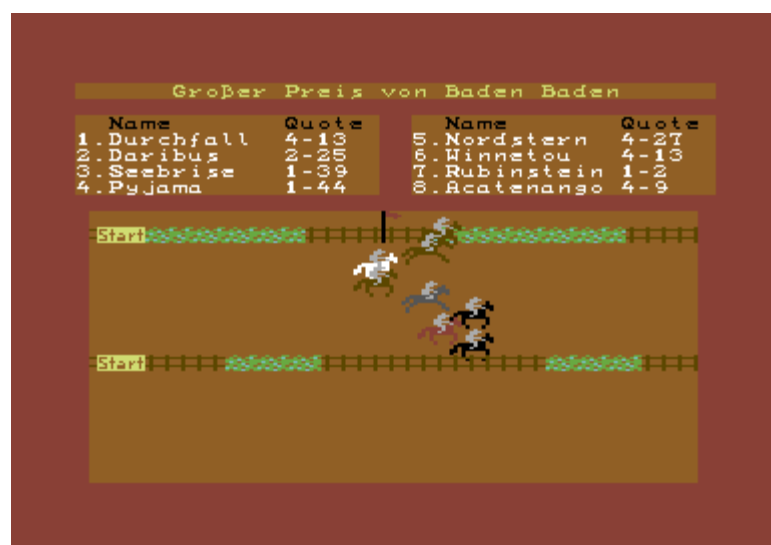 Großer Preis von Baden Baden
Name Quote
1.Durchfall 4-13
2.Daribus 2-25
3.Seebrise 1-39
4.Pyjama 1-44
Name Quote
5.Nordstern 4-27
6.Winnetou 4-13
7.Rubinstein 1-2
8.Acatenango 4-9
Start
Start